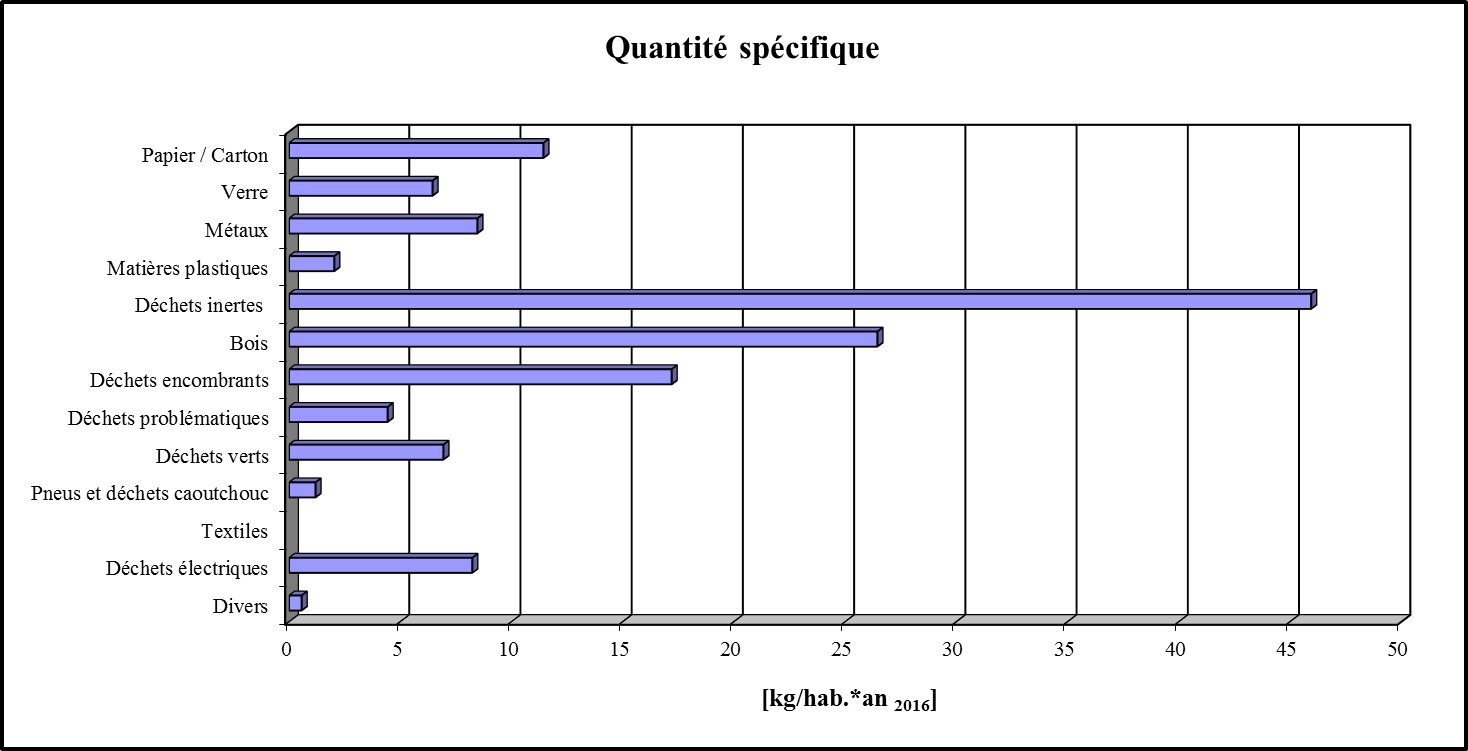 Quantité spécifique
Papier / Carton
Verre
Métaux
Matières plastiques
Déchets inertes
Bois
Déchets encombrants
Déchets problématiques
Déchets verts
Pneus et déchets caoutchouc
Textiles
Déchets électriques
Divers
0 5 10 15 20 25 30 35 40 45 50
[kg/hab.*an 2016]